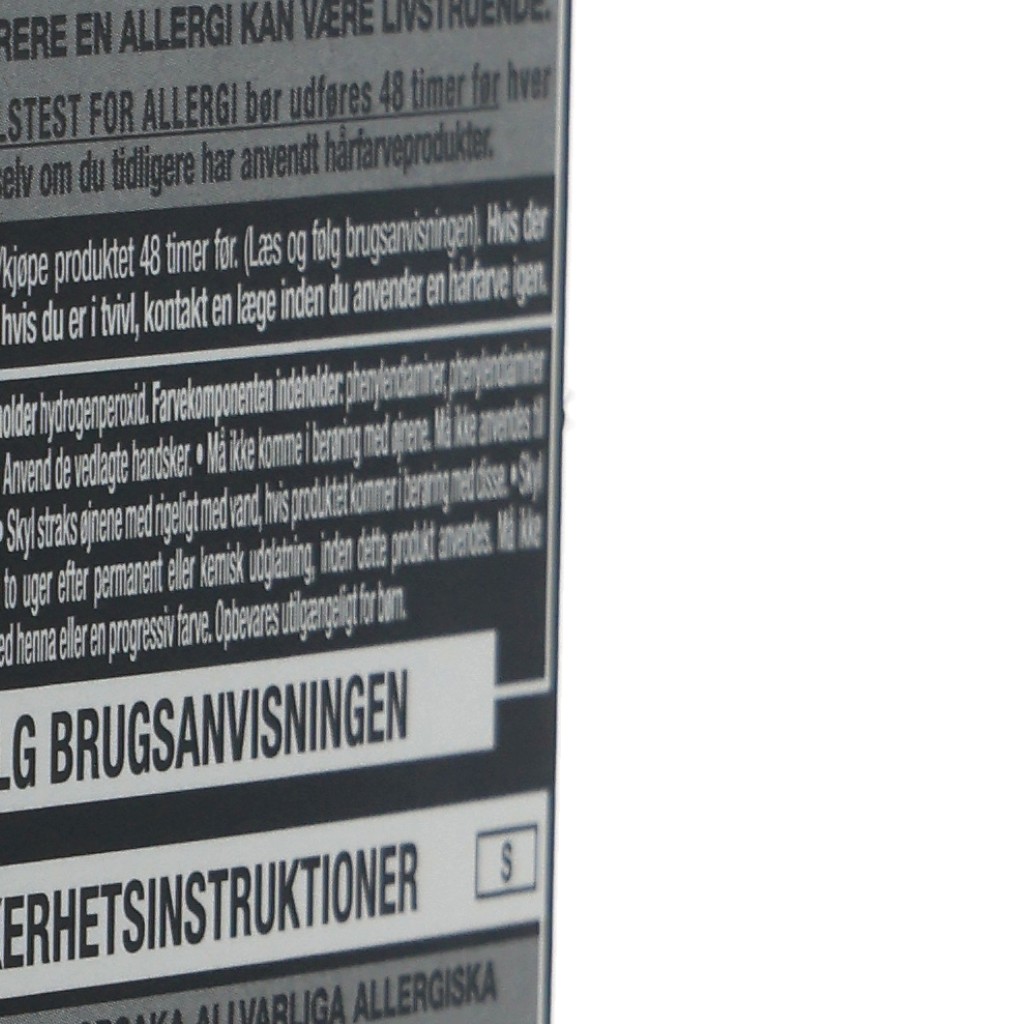 RERE EN ALLERGI KAN VÆRE LIVSTRUENDE.
LSTEST FOR ALLERGI bør udføres 48 timer før hver
selv om du tidligere har anvendt hårfarveprodukter.
/kjøpe produktet 48 timer før. (Læs og følg brugsanvisningen). Hvis der
hvis du er i tvivl, kontakt en læge inden du anvender en hårfarve igen.
holder hydrogenperoxid. Farvekomponenten indeholder: phenylendiaminer, phenylendiaminer
Anvend de vedlagte handsker. • Må ikke komme i berøring med øjnene. Må ikke anvendes til
• Skyl straks øjnene med rigeligt med vand, hvis produktet kommer i berøring med disse. • Skyl
to uger efter permanent eller kemisk udglatning, inden dette produkt anvendes. Må ikke
ed henna eller en progressiv farve. Opbevares utilgængeligt for børn.
LG BRUGSANVISNINGEN
KERHETSINSTRUKTIONER S
ORSAKA ALLVARLIGA ALLERGISKA